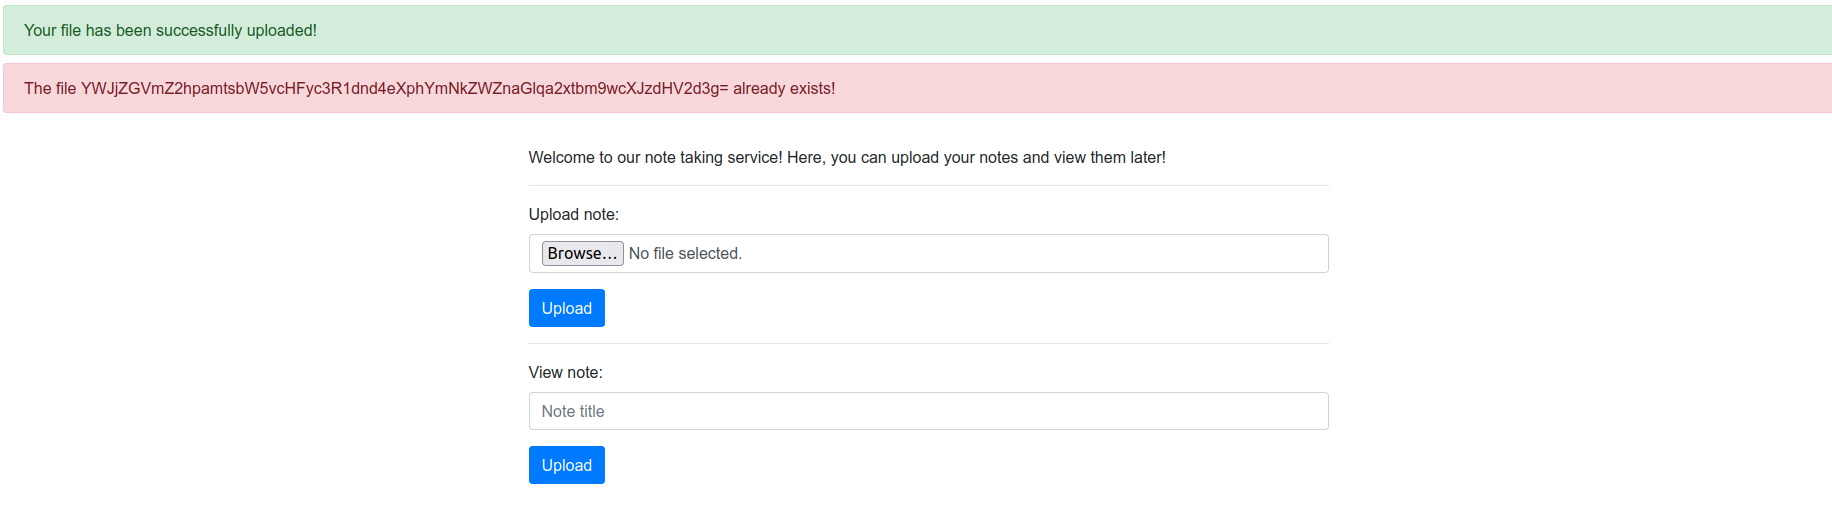 Your file has been successfully uploaded!
The file YWJjZGVmZ2hpamtsbW5vcHFyc3R1dnd4eXphYmNkZWZnaGlqa2xtbm9wcXJzdHV2d3g= already exists!
Welcome to our note taking service! Here, you can upload your notes and view them later!
Upload note:
Browse... No file selected.
Upload
View note:
Note title
Upload